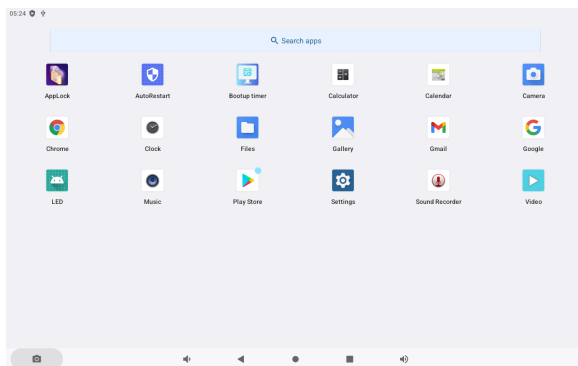 05:24
Search apps
AppLock
AutoRestart
Bootup timer
Calculator
Calendar
Camera
Chrome
Clock
Files
Gallery
Gmail
Google
LED
Music
Play Store
Settings
Sound Recorder
Video